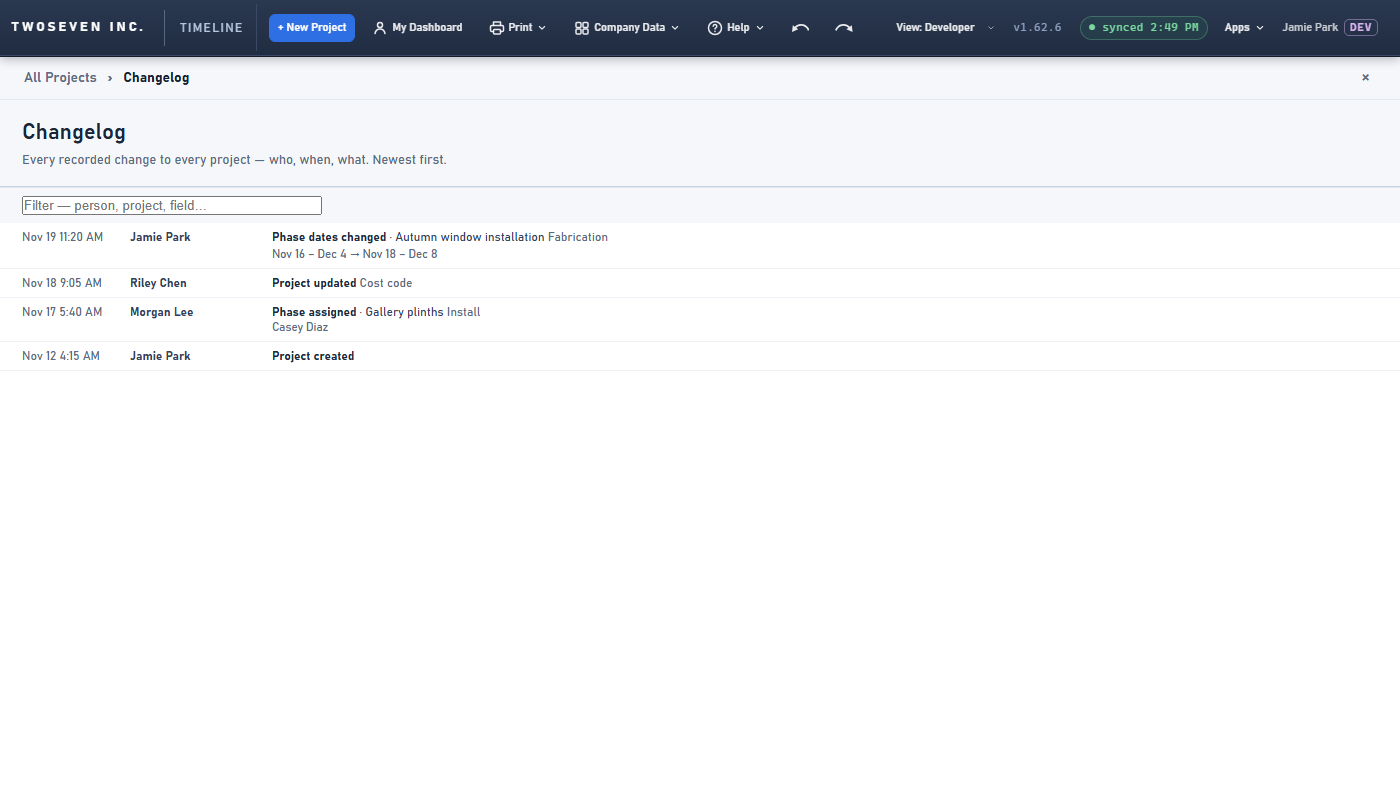 TWOSEVEN INC. TIMELINE + New Project My Dashboard Print Company Data Help View: Developer v1.62.6 synced 2:49 PM Apps Jamie Park DEV
All Projects › Changelog ×
Changelog
Every recorded change to every project — who, when, what. Newest first.
Filter — person, project, field…
Nov 19 11:20 AM Jamie Park Phase dates changed · Autumn window installation Fabrication
Nov 16 – Dec 4 → Nov 18 – Dec 8
Nov 18 9:05 AM Riley Chen Project updated Cost code
Nov 17 5:40 AM Morgan Lee Phase assigned · Gallery plinths Install
Casey Diaz
Nov 12 4:15 AM Jamie Park Project created